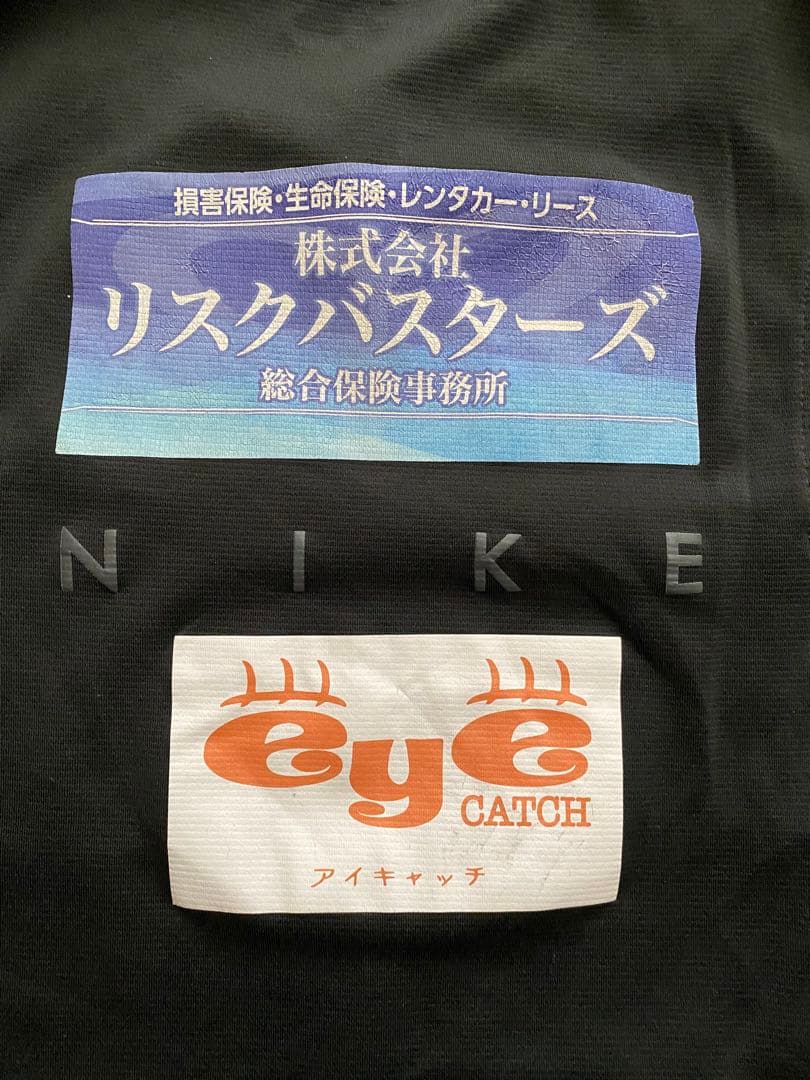 損害保険・生命保険・レンタカー・リース
株式会社
リスクバスターズ
総合保険事務所
NIKE
eye
CATCH
アイキャッチ